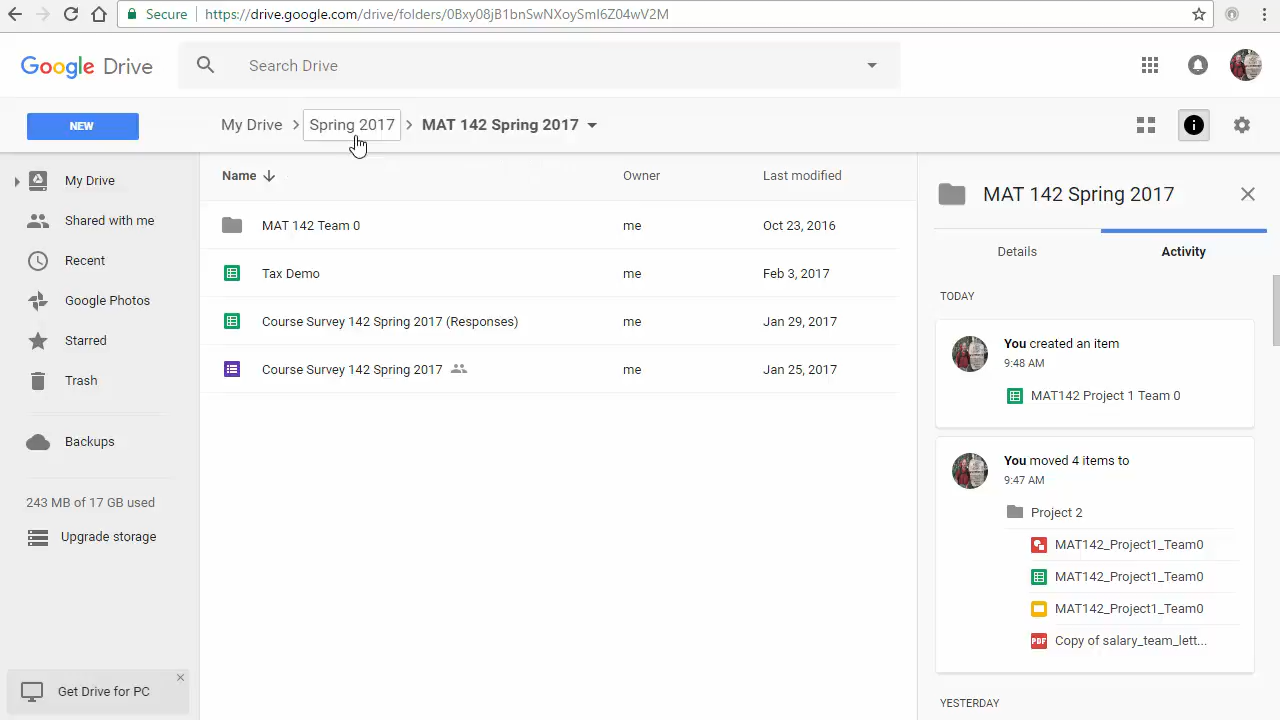 Secure https://drive.google.com/drive/folders/0Bxy08jB1bnSwNXoySml6Z04wV2M
Google Drive Search Drive
NEW My Drive Spring 2017 MAT 142 Spring 2017
My Drive
Shared with me
Recent
Google Photos
Starred
Trash
Backups
243 MB of 17 GB used
Upgrade storage
Get Drive for PC
Name Owner Last modified
MAT 142 Team 0 me Oct 23, 2016
Tax Demo me Feb 3, 2017
Course Survey 142 Spring 2017 (Responses) me Jan 29, 2017
Course Survey 142 Spring 2017 me Jan 25, 2017
MAT 142 Spring 2017
Details Activity
TODAY
You created an item
9:48 AM
MAT142 Project 1 Team 0
You moved 4 items to
9:47 AM
Project 2
MAT142_Project1_Team0
MAT142_Project1_Team0
MAT142_Project1_Team0
PDF Copy of salary_team_lett...
YESTERDAY